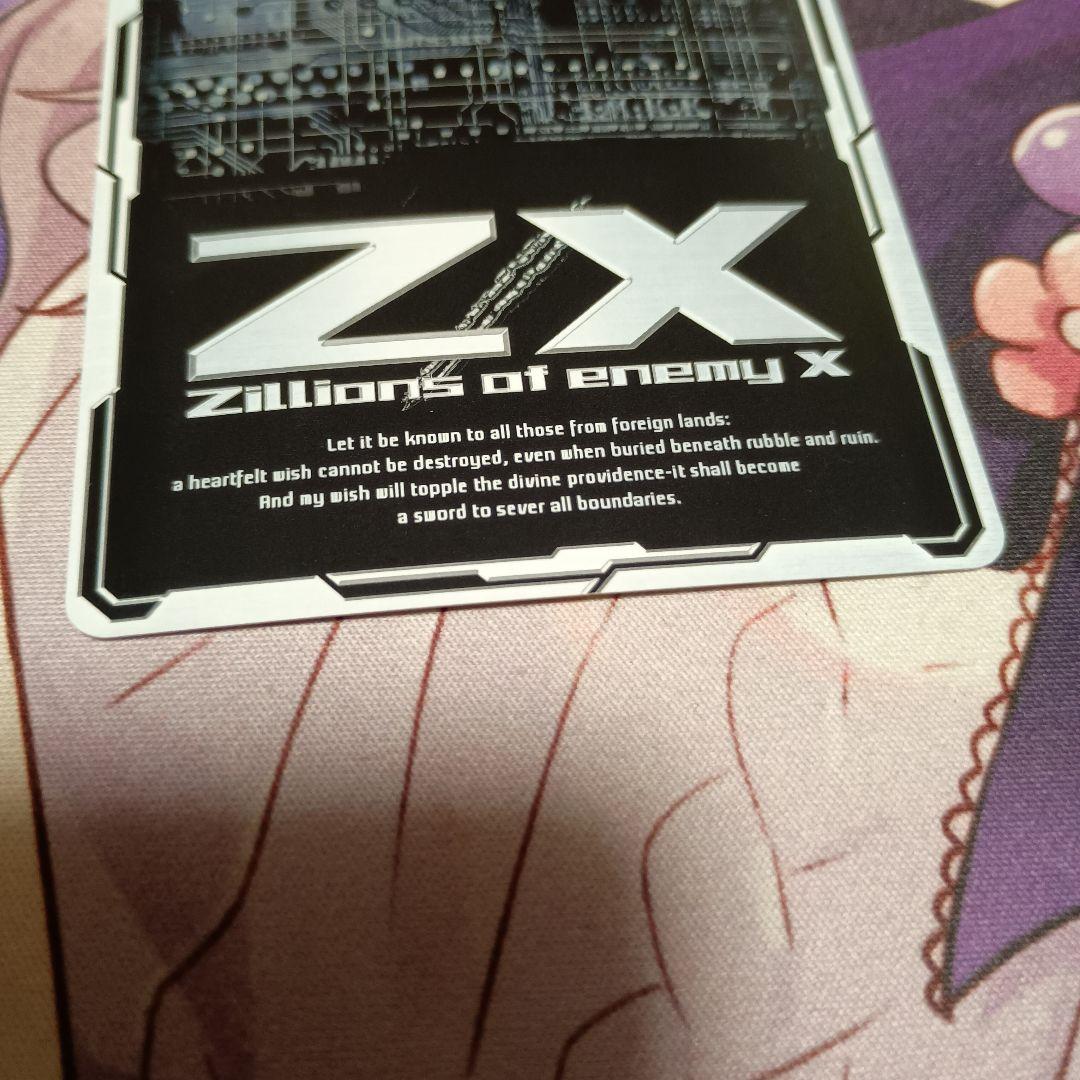 ZX
Zillions of enemy X
Let it be known to all those from foreign lands:
a heartfelt wish cannot be destroyed, even when buried beneath rubble and ruin.
And my wish will topple the divine providence-it shall become
a sword to sever all boundaries.